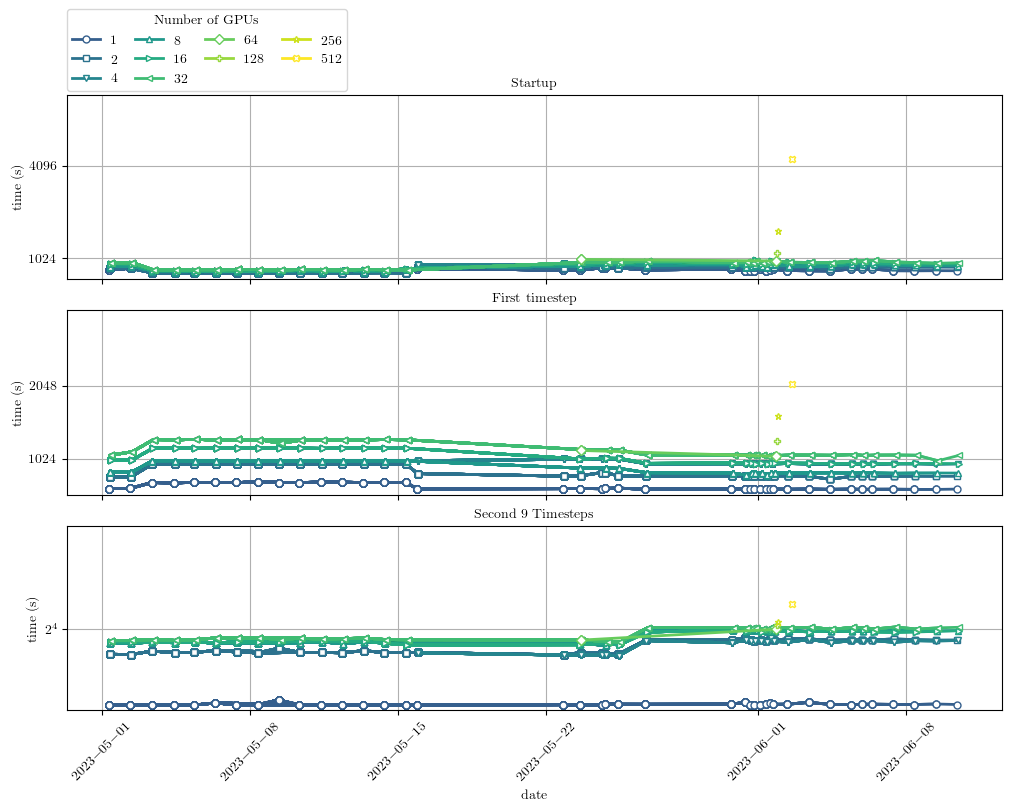 Number of GPUs
1 8 64 256
2 16 128 512
4 32
Startup
time (s)
4096
1024
First timestep
time (s)
2048
1024
Second 9 Timesteps
time (s)
2^4
2023−05−01 2023−05−08 2023−05−15 2023−05−22 2023−06−01 2023−06−08
date